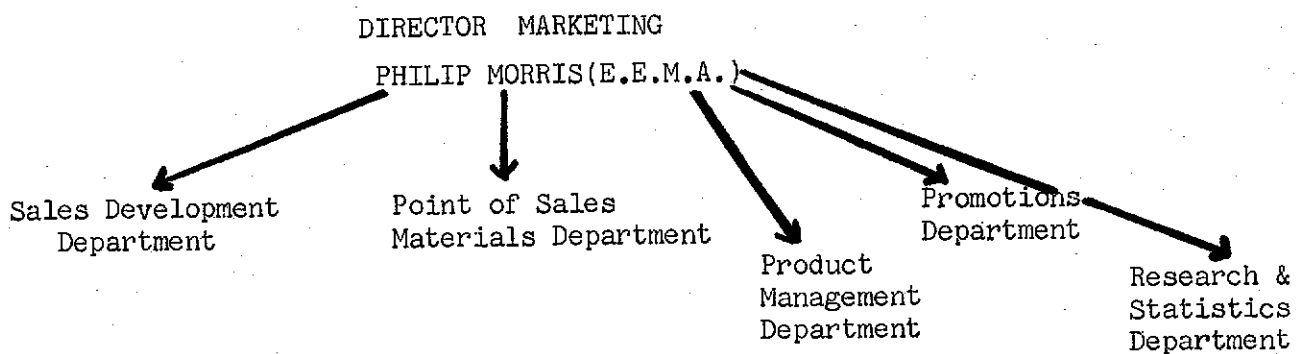 DIRECTOR MARKETING
PHILIP MORRIS(E.E.M.A.)
Sales Development
Department
Point of Sales
Materials Department
Product
Management
Department
Promotions
Department
Research &
Statistics
Department